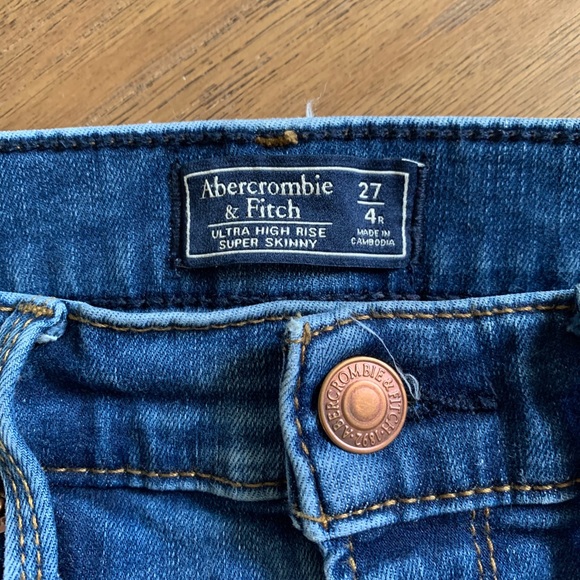 Abercrombie
& Fitch
ULTRA HIGH RISE
SUPER SKINNY
27
4R
MADE IN
CAMBODIA
ABERCROMBIE & FITCH · 1892 ·